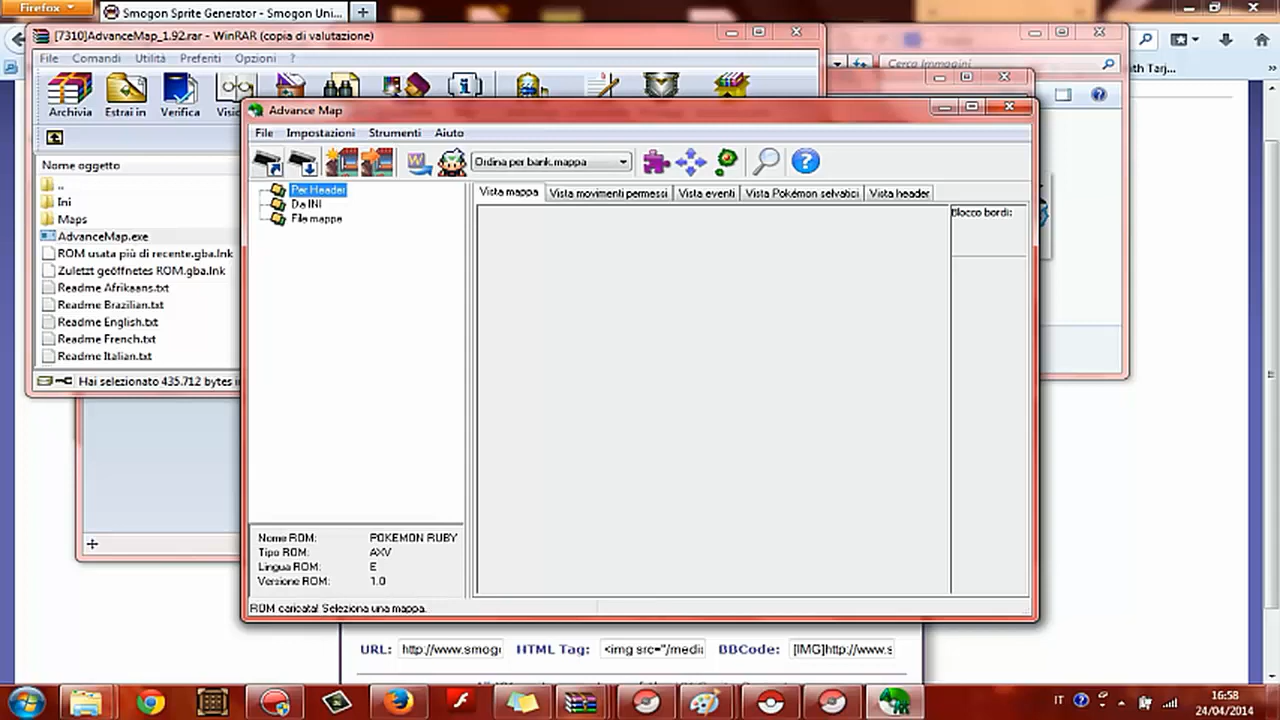 Firefox
Smogon Sprite Generator - Smogon Uni...
[7310]AdvanceMap_1.92.rar - WinRAR (copia di valutazione)
File Comandi Utilità Preferiti Opzioni ?
Cerca Immagini
Archivia Estrai in Verifica
Nome oggetto
..
Ini
Maps
AdvanceMap.exe
ROM usata più di recente.gba.lnk
Zuletzt geöffnetes ROM.gba.lnk
Readme Afrikaans.txt
Readme Brazilian.txt
Readme English.txt
Readme French.txt
Readme Italian.txt
Hai selezionato 435.712 bytes i
Advance Map
File Impostazioni Strumenti Aiuto
Ordina per bank.mappa
Per Header
Da INI
File mappe
Vista mappa Vista movimenti permessi Vista eventi Vista Pokémon selvatici Vista header
Blocco bordi:
Nome ROM: POKEMON RUBY
Tipo ROM: AXV
Lingua ROM: E
Versione ROM: 1.0
ROM caricata! Seleziona una mappa.
URL: http://www.smog HTML Tag: <img src="/media BBCode: [IMG]http://www.s
IT
16:58
24/04/2014